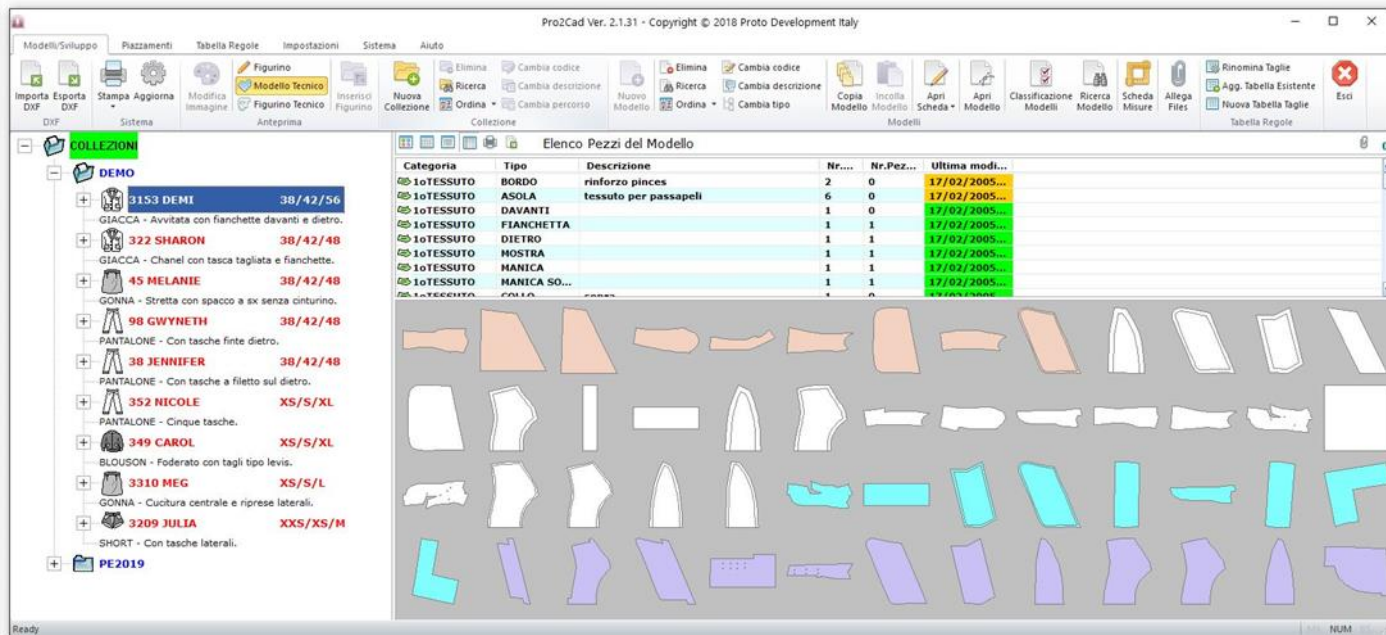 Pro2Cad Ver. 2.1.31 - Copyright © 2018 Proto Development Italy
Modelli/Sviluppo Piazzamenti Tabella Regole Impostazioni Sistema Aiuto
Importa DXF
Esporta DXF
DXF
Stampa
Aggiorna
Sistema
Modifica Immagine
Figurino
Modello Tecnico
Figurino Tecnico
Inserisci Figurino
Anteprima
Nuova Collezione
Elimina
Ricerca
Ordina
Cambia codice
Cambia descrizione
Cambia percorso
Collezione
Nuovo Modello
Elimina
Ricerca
Ordina
Cambia codice
Cambia descrizione
Cambia tipo
Copia Modello
Incolla Modello
Apri Scheda
Apri Modello
Classificazione Modelli
Ricerca Modello
Scheda Misure
Allega Files
Modelli
Rinomina Taglie
Agg. Tabella Esistente
Nuova Tabella Taglie
Tabella Regole
Esci
COLLEZIONI
DEMO
3153 DEMI 38/42/56
GIACCA - Avvitata con fianchette davanti e dietro.
322 SHARON 38/42/48
GIACCA - Chanel con tasca tagliata e fianchette.
45 MELANIE 38/42/48
GONNA - Stretta con spacco a sx senza cinturino.
98 GWYNETH 38/42/48
PANTALONE - Con tasche finte dietro.
38 JENNIFER 38/42/48
PANTALONE - Con tasche a filetto sul dietro.
352 NICOLE XS/S/XL
PANTALONE - Cinque tasche.
349 CAROL XS/S/XL
BLOUSON - Foderato con tagli tipo levis.
3310 MEG XS/S/L
GONNA - Cucitura centrale e riprese laterali.
3209 JULIA XXS/XS/M
SHORT - Con tasche laterali.
PE2019
Elenco Pezzi del Modello
Categoria Tipo Descrizione Nr.... Nr.Pez... Ultima modi...
1oTESSUTO BORDO rinforzo pinces 2 0 17/02/2005...
1oTESSUTO ASOLA tessuto per passapeli 6 0 17/02/2005...
1oTESSUTO DAVANTI 1 0 17/02/2005...
1oTESSUTO FIANCHETTA 1 1 17/02/2005...
1oTESSUTO DIETRO 1 1 17/02/2005...
1oTESSUTO MOSTRA 1 1 17/02/2005...
1oTESSUTO MANICA 1 1 17/02/2005...
1oTESSUTO MANICA SO... 1 1 17/02/2005...
1oTESSUTO COLLO sopra 1 0 17/02/2005...
Ready NUM